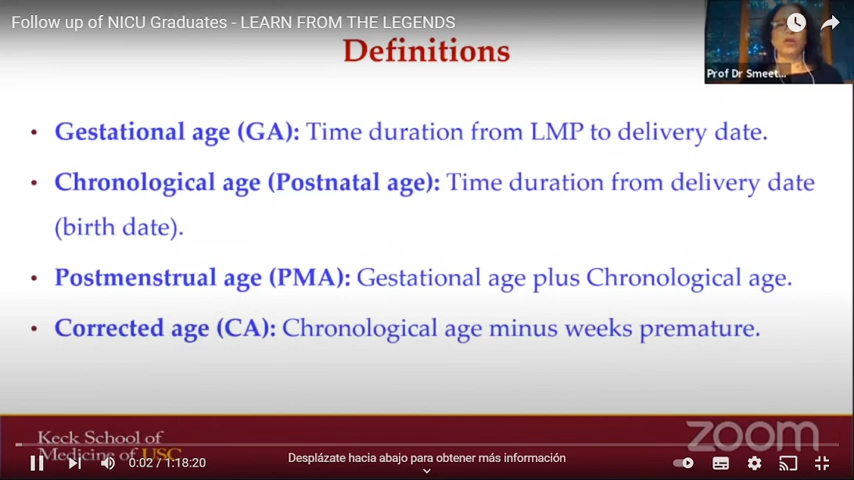 Follow up of NICU Graduates - LEARN FROM THE LEGENDS
Definitions
Prof Dr Smeet...
• Gestational age (GA): Time duration from LMP to delivery date.
• Chronological age (Postnatal age): Time duration from delivery date
(birth date).
• Postmenstrual age (PMA): Gestational age plus Chronological age.
• Corrected age (CA): Chronological age minus weeks premature.
Keck School of
Medicine of USC
zoom
0:02 / 1:18:20
Desplázate hacia abajo para obtener más información